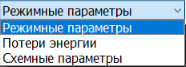 Режимные параметры
Режимные параметры
Потери энергии
Схемные параметры